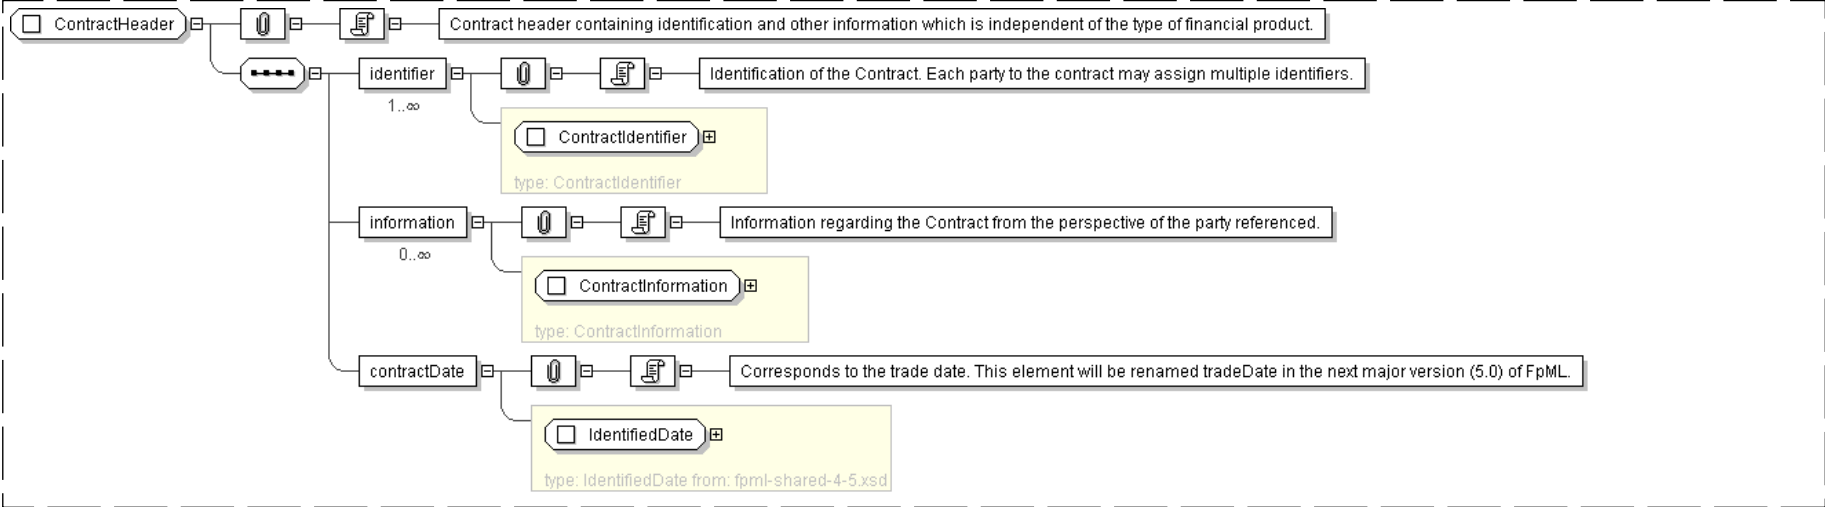 ContractHeader
Contract header containing identification and other information which is independent of the type of financial product.
identifier
Identification of the Contract. Each party to the contract may assign multiple identifiers.
1..∞
ContractIdentifier
type: ContractIdentifier
information
Information regarding the Contract from the perspective of the party referenced.
0..∞
ContractInformation
type: ContractInformation
contractDate
Corresponds to the trade date. This element will be renamed tradeDate in the next major version (5.0) of FpML.
IdentifiedDate
type: IdentifiedDate from: fpml-shared-4-5.xsd